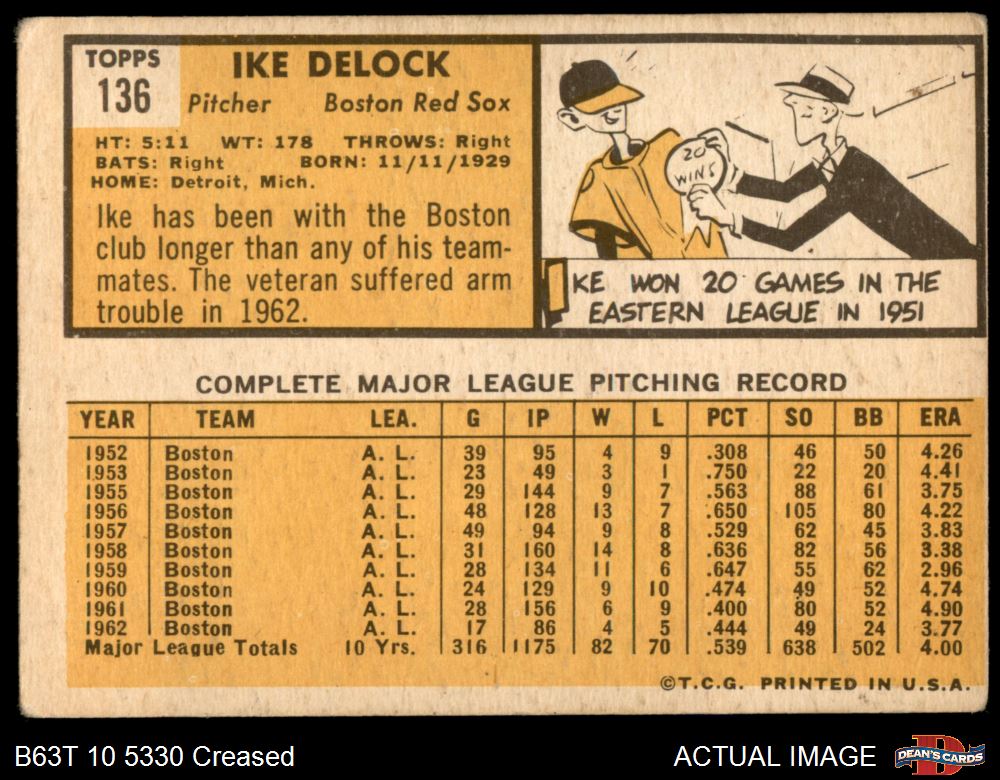 TOPPS
136
IKE DELOCK
Pitcher Boston Red Sox
HT: 5:11 WT: 178 THROWS: Right
BATS: Right BORN: 11/11/1929
HOME: Detroit, Mich.
Ike has been with the Boston
club longer than any of his team-
mates. The veteran suffered arm
trouble in 1962.
20
WINS
IKE WON 20 GAMES IN THE
EASTERN LEAGUE IN 1951
COMPLETE MAJOR LEAGUE PITCHING RECORD
YEAR TEAM LEA. G IP W L PCT SO BB ERA
1952 Boston A. L. 39 95 4 9 .308 46 50 4.26
1953 Boston A. L. 23 49 3 1 .750 22 20 4.41
1955 Boston A. L. 29 144 9 7 .563 88 61 3.75
1956 Boston A. L. 48 128 13 7 .650 105 80 4.22
1957 Boston A. L. 49 94 9 8 .529 62 45 3.83
1958 Boston A. L. 31 160 14 8 .636 82 56 3.38
1959 Boston A. L. 28 134 11 6 .647 55 62 2.96
1960 Boston A. L. 24 129 9 10 .474 49 52 4.74
1961 Boston A. L. 28 156 6 9 .400 80 52 4.90
1962 Boston A. L. 17 86 4 5 .444 49 24 3.77
Major League Totals 10 Yrs. 316 1175 82 70 .539 638 502 4.00
©T.C.G. PRINTED IN U.S.A.
B63T 10 5330 Creased
ACTUAL IMAGE
DEAN'S CARDS